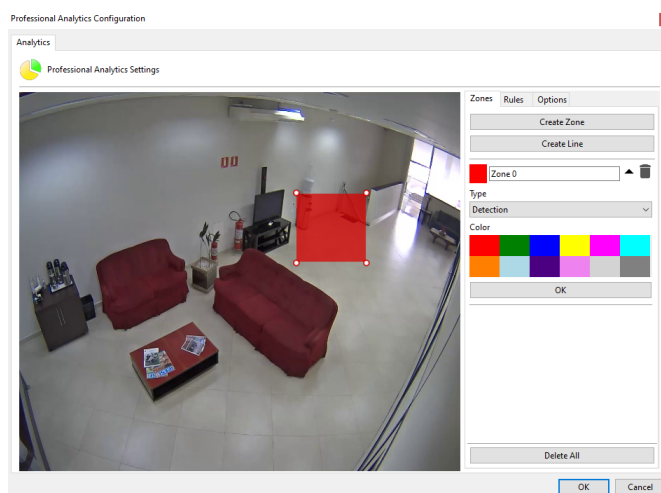 Professional Analytics Configuration
Analytics
Professional Analytics Settings
Zones Rules Options
Create Zone
Create Line
Zone 0
Type
Detection
Color
OK
Delete All
OK Cancel